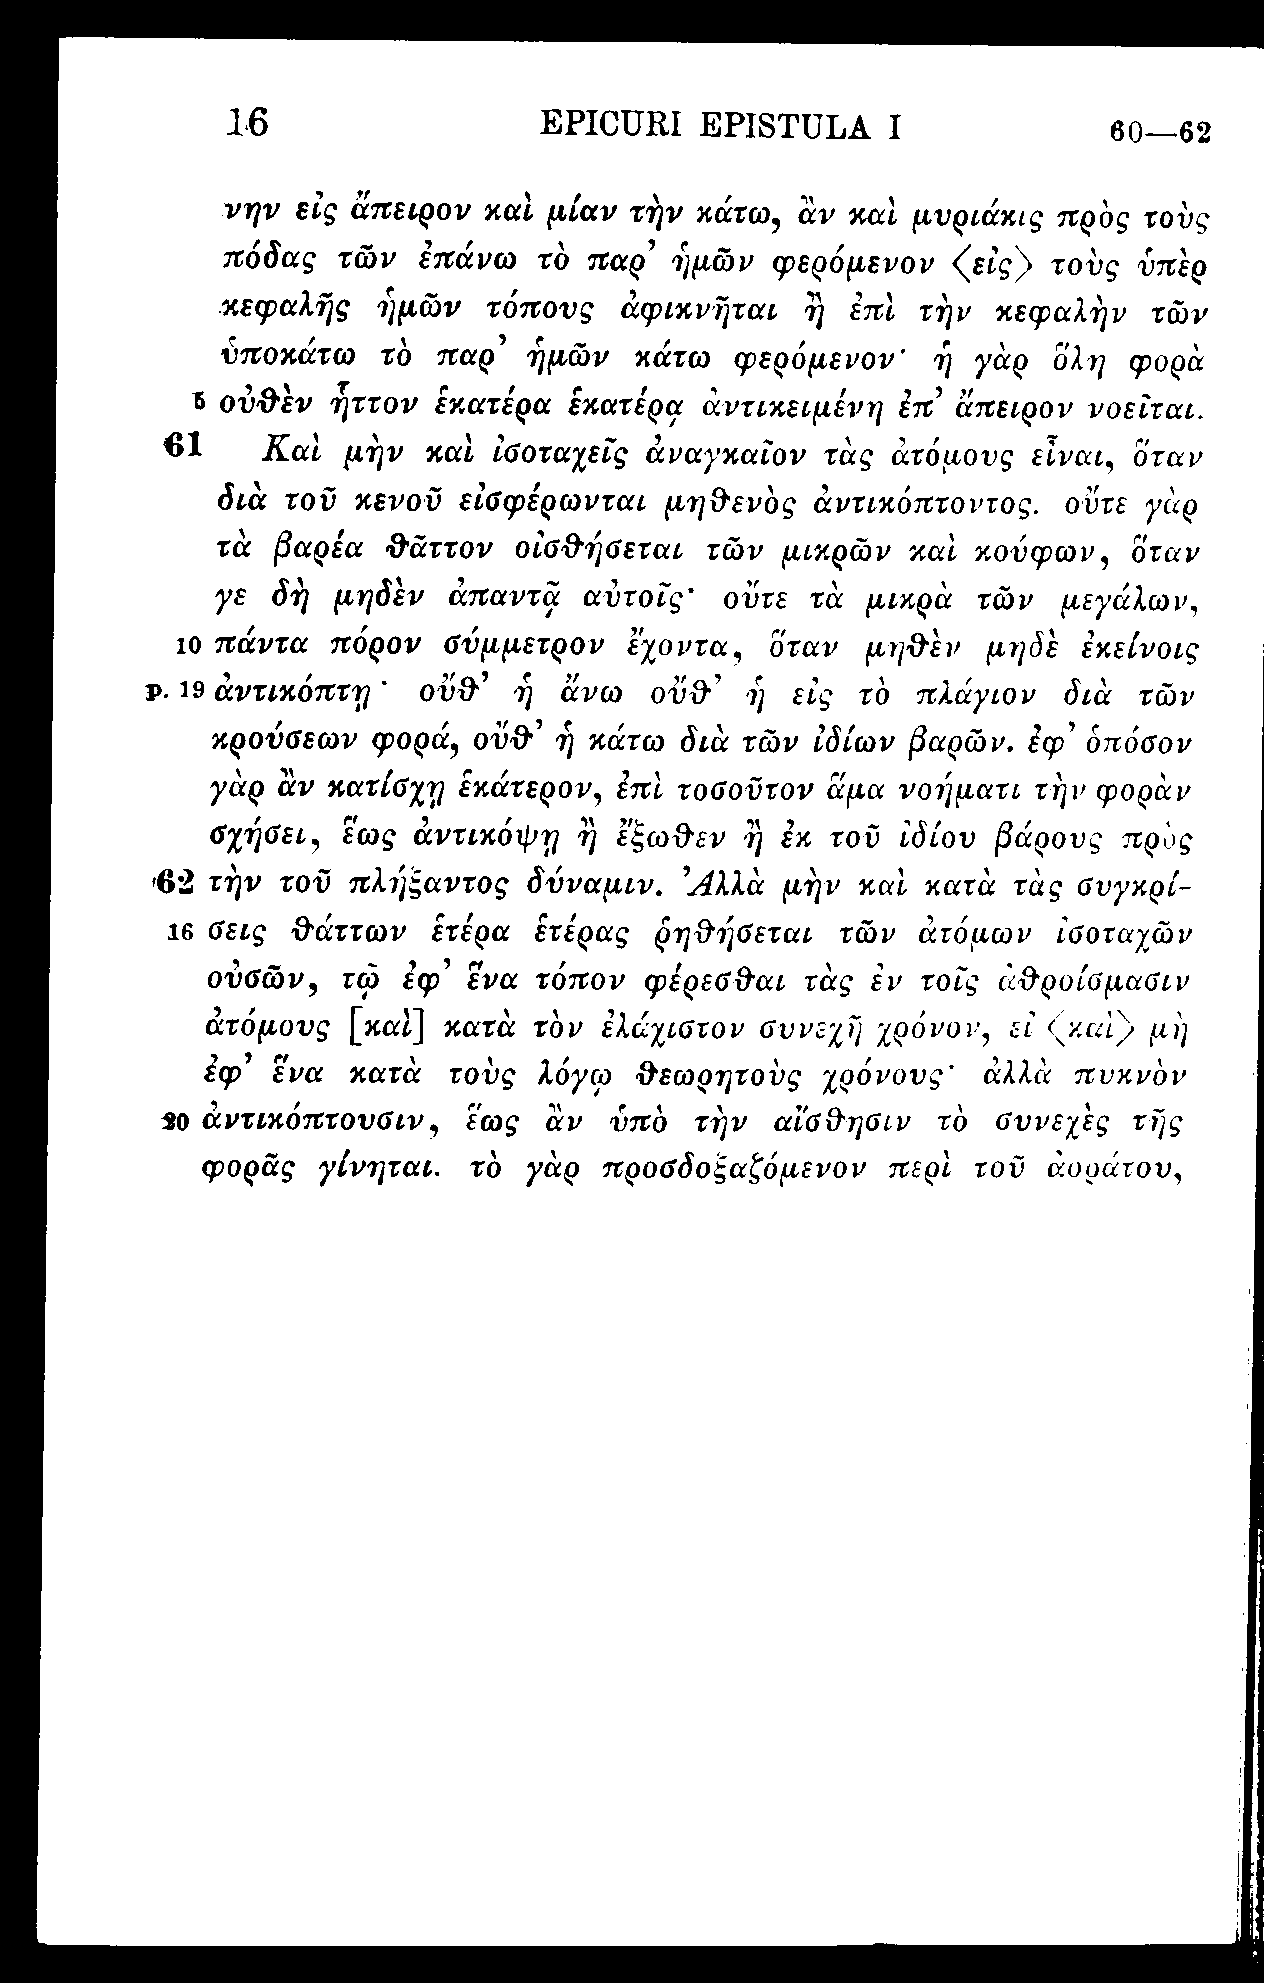 16 EPICURI EPISTULA I 60—62
νην εἰς ἄπειρον καὶ μίαν τὴν κάτω, ἂν καὶ μυριάκις πρὸς τοὺς
πόδας τῶν ἐπάνω τὸ παρ’ ἡμῶν φερόμενον ⟨εἰς⟩ τοὺς ὑπὲρ
κεφαλῆς ἡμῶν τόπους ἀφικνῆται ἢ ἐπὶ τὴν κεφαλὴν τῶν
ὑποκάτω τὸ παρ’ ἡμῶν κάτω φερόμενον· ἡ γὰρ ὅλη φορὰ
5 οὐθὲν ἧττον ἑκατέρα ἑκατέρᾳ ἀντικειμένη ἐπ’ ἄπειρον νοεῖται.
61 Καὶ μὴν καὶ ἰσοταχεῖς ἀναγκαῖον τὰς ἀτόμους εἶναι, ὅταν
διὰ τοῦ κενοῦ εἰσφέρωνται μηθενὸς ἀντικόπτοντος. οὔτε γὰρ
τὰ βαρέα θᾶττον οἰσθήσεται τῶν μικρῶν καὶ κούφων, ὅταν
γε δὴ μηδὲν ἀπαντᾷ αὐτοῖς· οὔτε τὰ μικρὰ τῶν μεγάλων,
10 πάντα πόρον σύμμετρον ἔχοντα, ὅταν μηθὲν μηδὲ ἐκείνοις
p. 19 ἀντικόπτῃ· οὔθ’ ἡ ἄνω οὔθ’ ἡ εἰς τὸ πλάγιον διὰ τῶν
κρούσεων φορά, οὔθ’ ἡ κάτω διὰ τῶν ἰδίων βαρῶν. ἐφ’ ὁπόσον
γὰρ ἂν κατίσχῃ ἑκάτερον, ἐπὶ τοσοῦτον ἅμα νοήματι τὴν φορὰν
σχήσει, ἕως ἀντικόψῃ ἢ ἔξωθεν ἢ ἐκ τοῦ ἰδίου βάρους πρὸς
62 τὴν τοῦ πλήξαντος δύναμιν. Ἀλλὰ μὴν καὶ κατὰ τὰς συγκρί-
16 σεις θάττων ἑτέρα ἑτέρας ῥηθήσεται τῶν ἀτόμων ἰσοταχῶν
οὐσῶν, τῷ ἐφ’ ἕνα τόπον φέρεσθαι τὰς ἐν τοῖς ἀθροίσμασιν
ἀτόμους [καὶ] κατὰ τὸν ἐλάχιστον συνεχῆ χρόνον, εἰ ⟨καὶ⟩ μὴ
ἐφ’ ἕνα κατὰ τοὺς λόγῳ θεωρητοὺς χρόνους· ἀλλὰ πυκνὸν
20 ἀντικόπτουσιν, ἕως ἂν ὑπὸ τὴν αἴσθησιν τὸ συνεχὲς τῆς
φορᾶς γίνηται. τὸ γὰρ προσδοξαζόμενον περὶ τοῦ ἀοράτου,